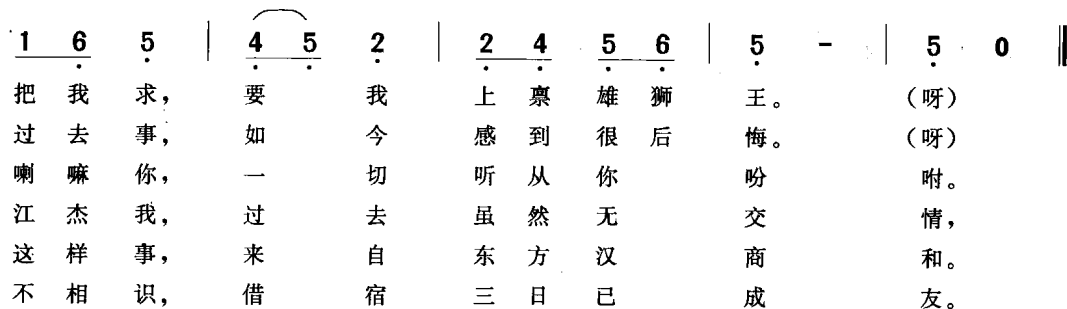 1 6 5 | 4 5 2 | 2 4 5 6 | 5 - | 5 0 ‖
把 我 求， 要 我 上 禀 雄 狮 王。 （呀）
过 去 事， 如 今 感 到 很 后 悔。 （呀）
喇 嘛 你， 一 切 听 从 你 吩 咐。
江 杰 我， 过 去 虽 然 无 交 情，
这 样 事， 来 自 东 方 汉 商 和。
不 相 识， 借 宿 三 日 已 成 友。